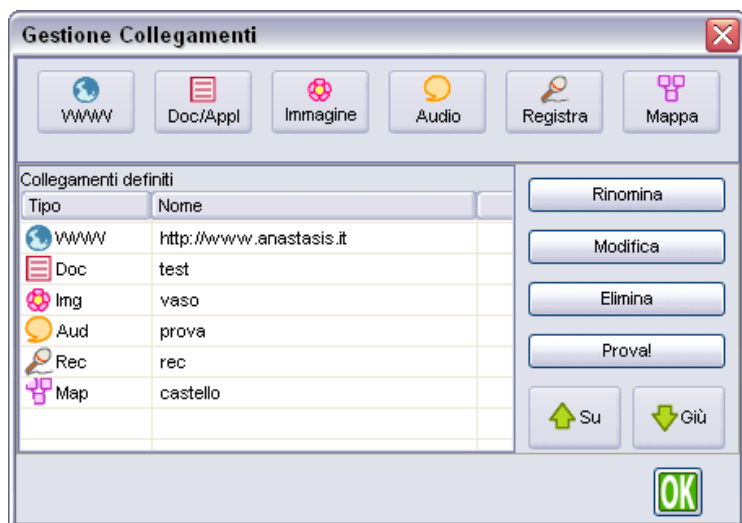 Gestione Collegamenti
WWW Doc/Appl Immagine Audio Registra Mappa
Collegamenti definiti
Tipo Nome
WWW http://www.anastasis.it
Doc test
Img vaso
Aud prova
Rec rec
Map castello
Rinomina
Modifica
Elimina
Prova!
Su Giù
OK